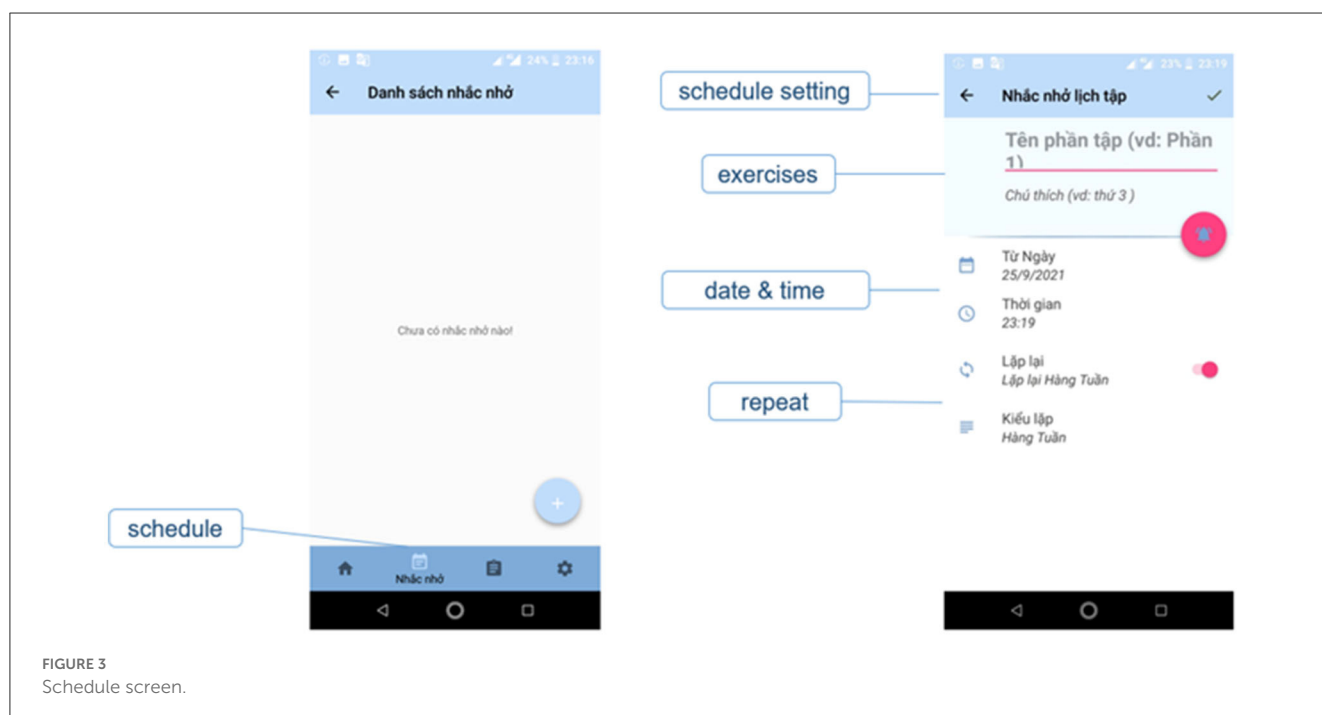 24% 23:16
Danh sách nhắc nhở
Chưa có nhắc nhở nào!
Nhắc nhở
schedule
schedule setting
exercises
date & time
repeat
23% 23:19
Nhắc nhở lịch tập
Tên phần tập (vd: Phần
1)
Chú thích (vd: thứ 3 )
Từ Ngày
25/9/2021
Thời gian
23:19
Lặp lại
Lặp lại Hàng Tuần
Kiểu lặp
Hàng Tuần
FIGURE 3
Schedule screen.